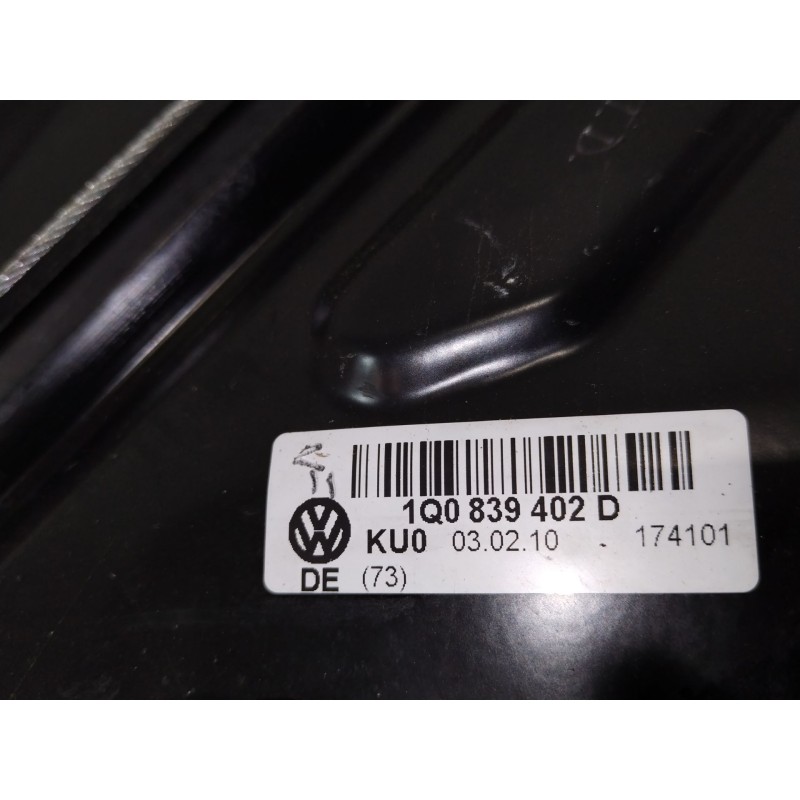 1Q0 839 402 D
KU0 03.02.10 - 174101
DE (73)